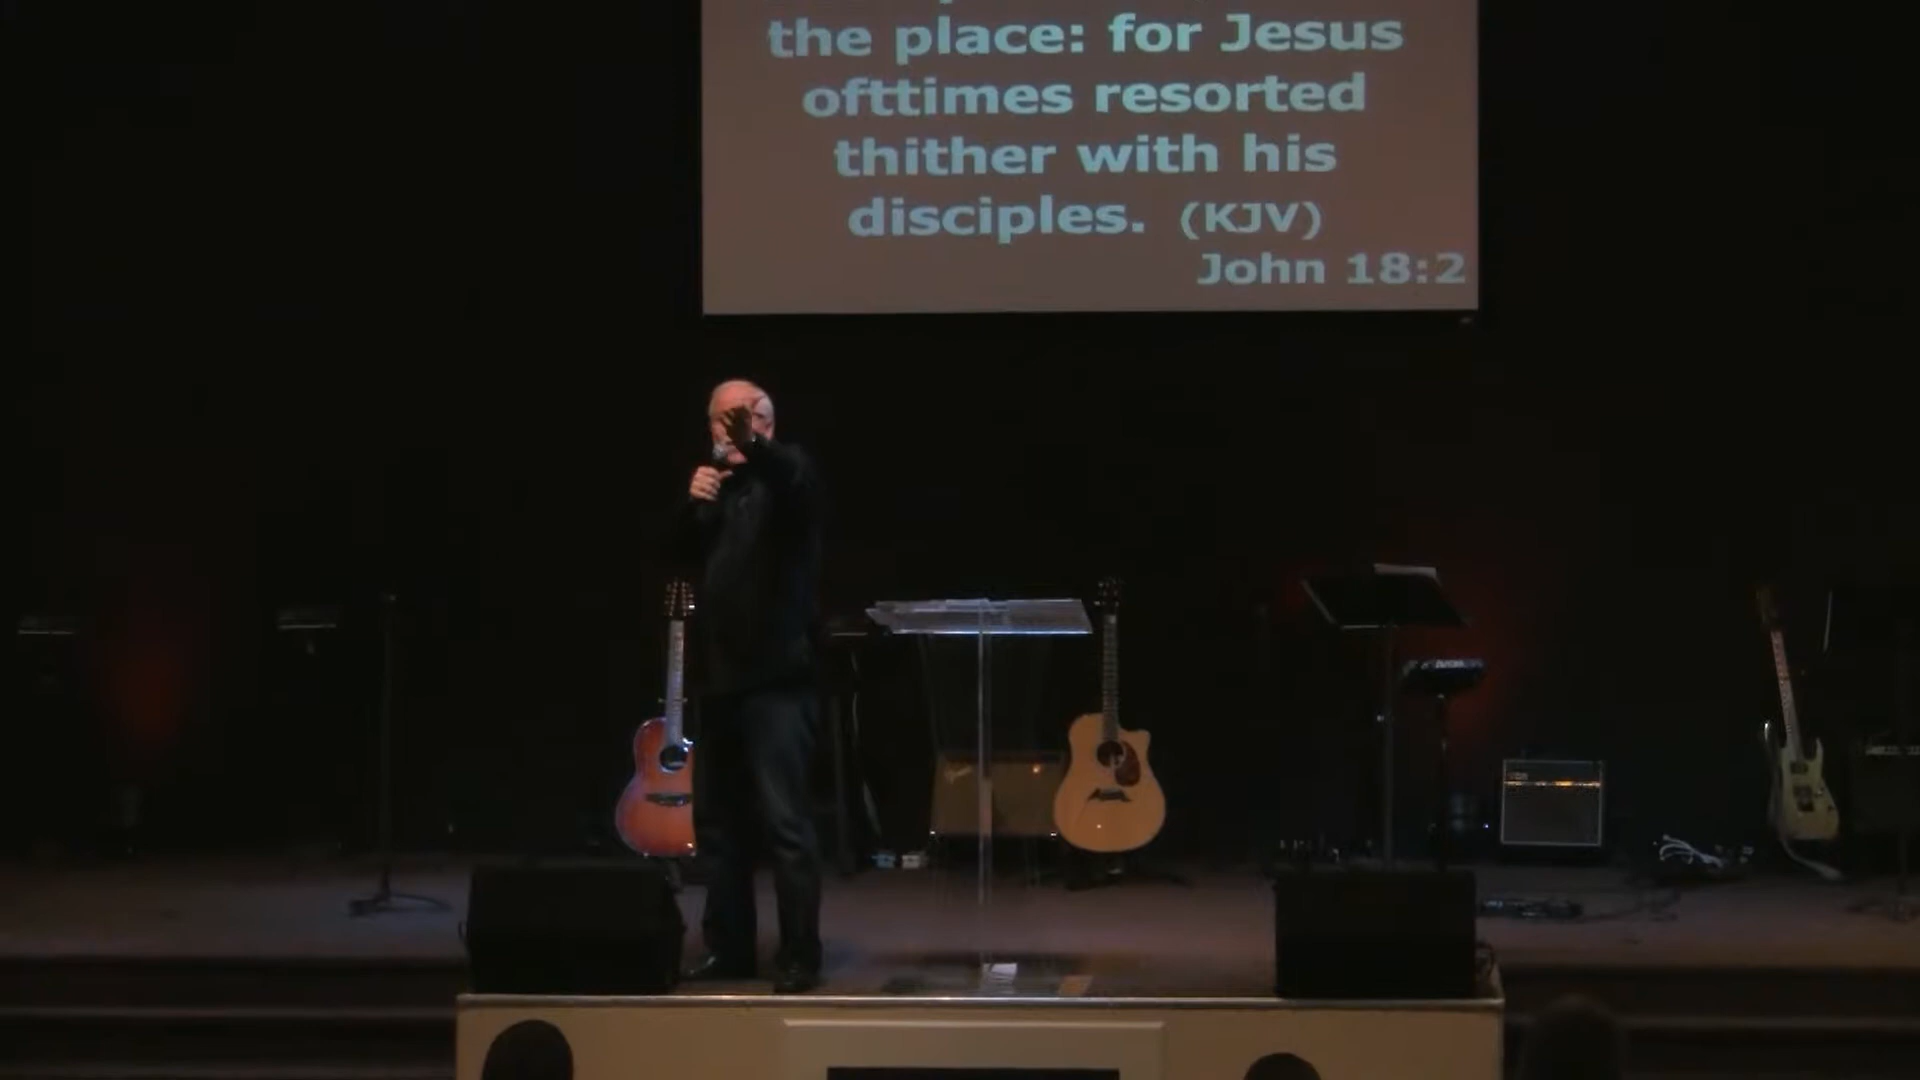 the place: for Jesus
ofttimes resorted
thither with his
disciples. (KJV)
John 18:2